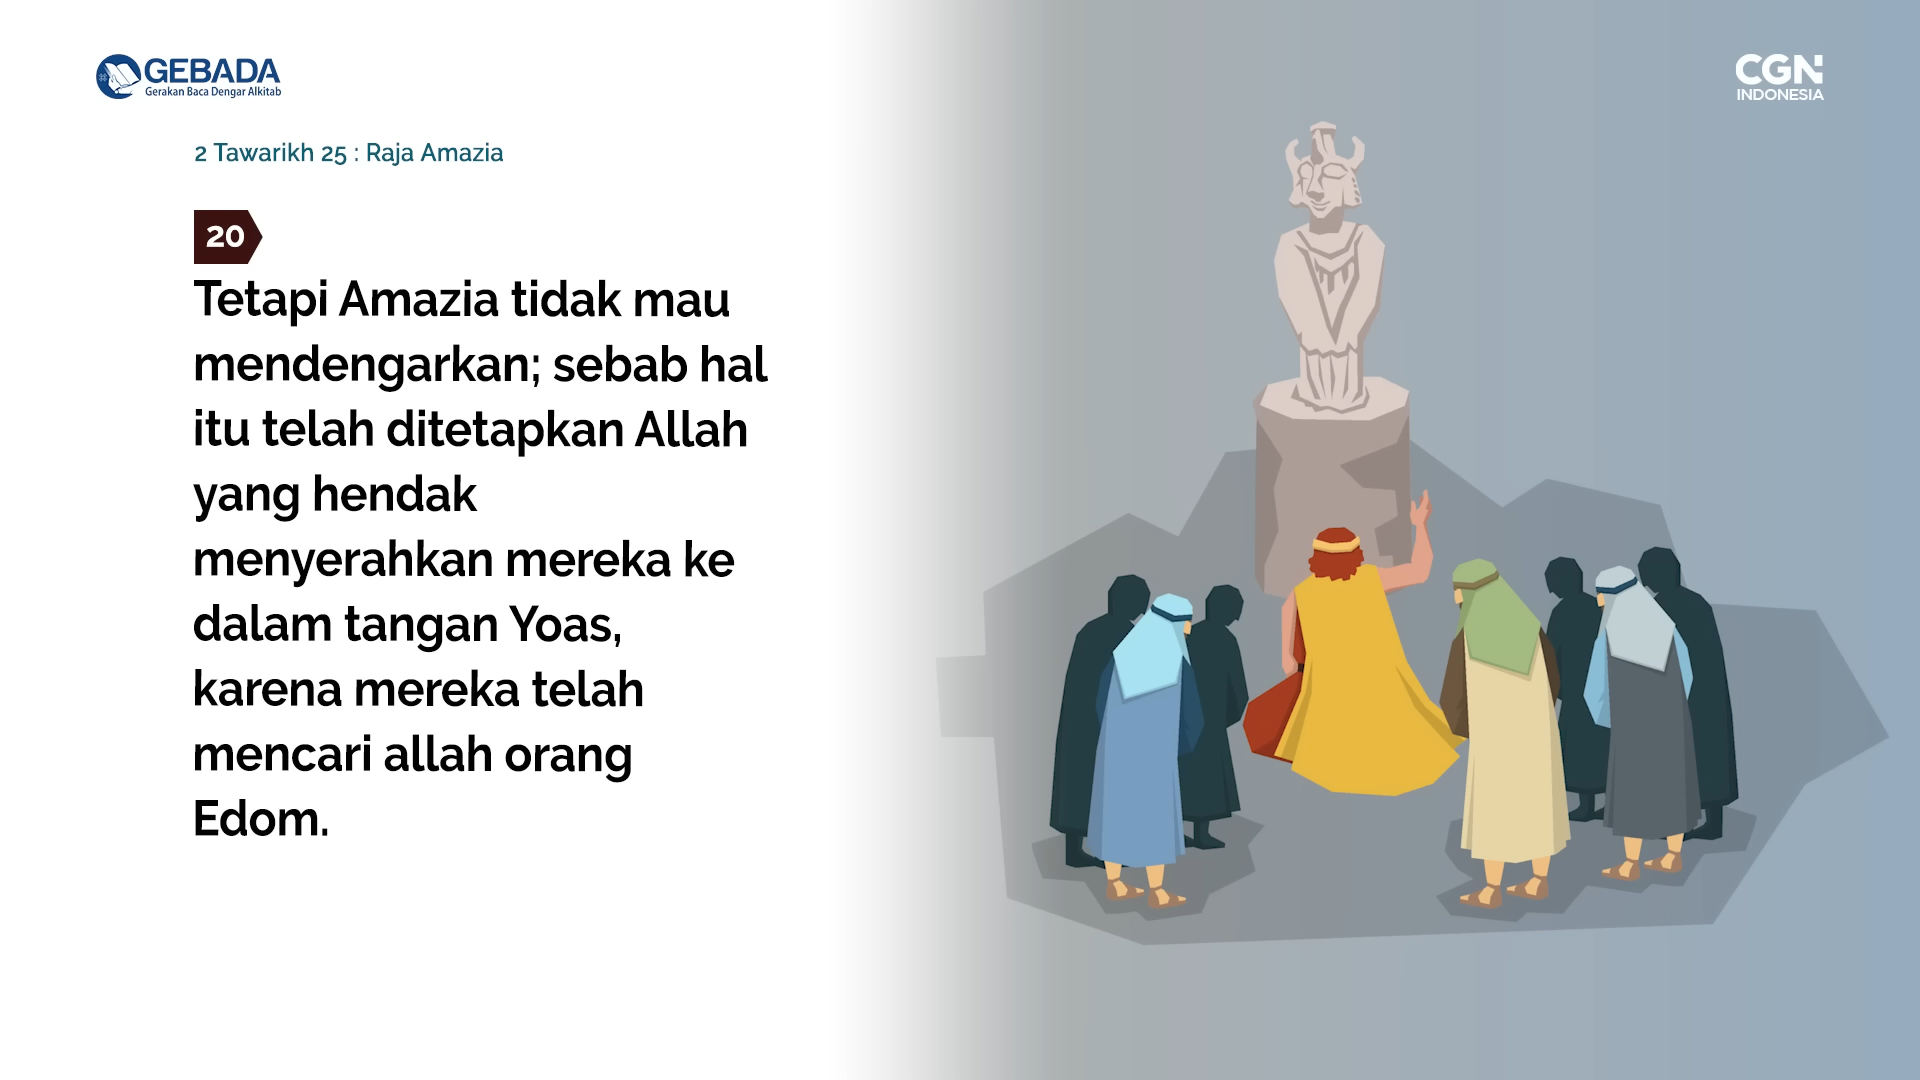 GEBADA
Gerakan Baca Dengar Alkitab
CGN
INDONESIA
2 Tawarikh 25 : Raja Amazia
20
Tetapi Amazia tidak mau
mendengarkan; sebab hal
itu telah ditetapkan Allah
yang hendak
menyerahkan mereka ke
dalam tangan Yoas,
karena mereka telah
mencari allah orang
Edom.